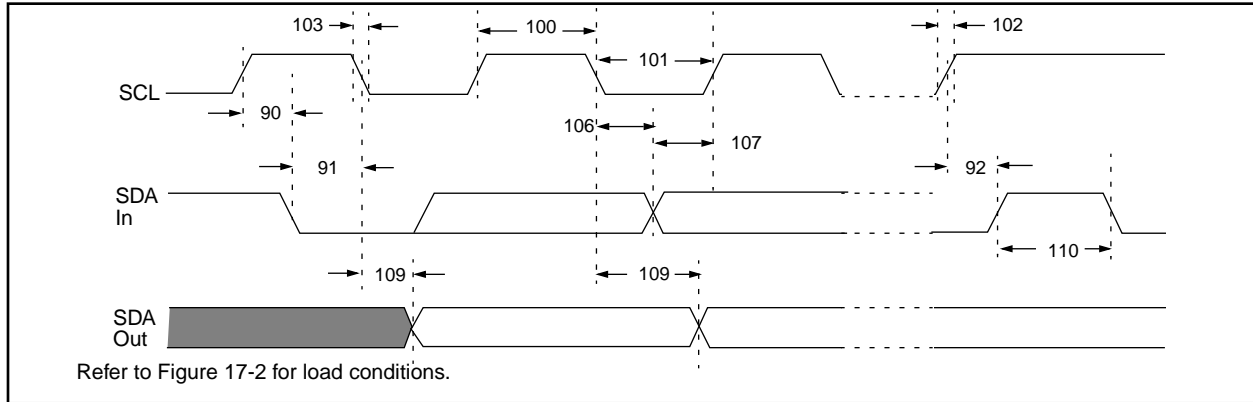 103
100
102
101
SCL
90
106
107
91
92
SDA
In
109
109
110
SDA
Out
Refer to Figure 17-2 for load conditions.